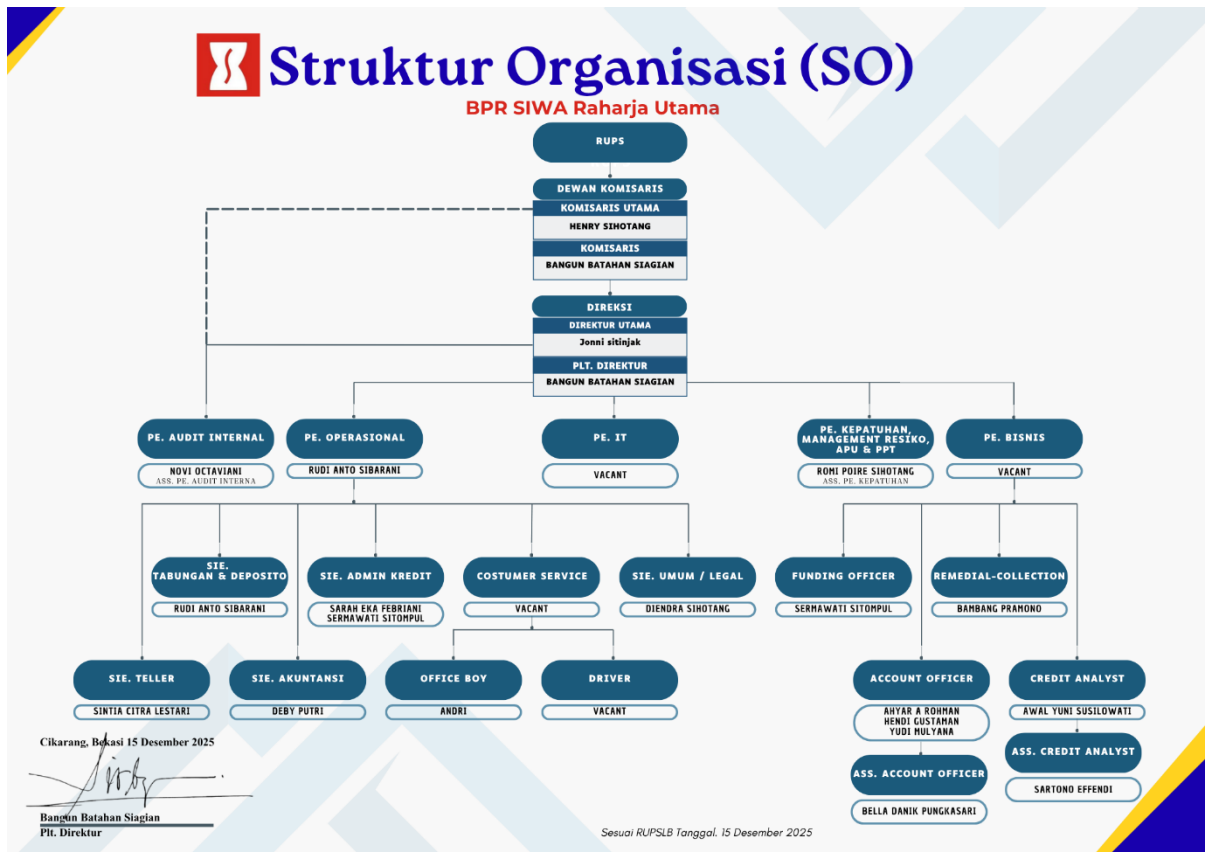 Struktur Organisasi (SO)
BPR SIWA Raharja Utama
RUPS
DEWAN KOMISARIS
KOMISARIS UTAMA
HENRY SIHOTANG
KOMISARIS
BANGUN BATAHAN SIAGIAN
DIREKSI
DIREKTUR UTAMA
Jonni sitinjak
PLT. DIREKTUR
BANGUN BATAHAN SIAGIAN
PE. AUDIT INTERNAL
NOVI OCTAVIANI
ASS. PE. AUDIT INTERNA
PE. OPERASIONAL
RUDI ANTO SIBARANI
PE. IT
VACANT
PE. KEPATUHAN,
MANAGEMENT RESIKO,
APU & PPT
ROMI POIRE SIHOTANG
ASS. PE. KEPATUHAN
PE. BISNIS
VACANT
SIE.
TABUNGAN & DEPOSITO
RUDI ANTO SIBARANI
SIE. ADMIN KREDIT
SARAH EKA FEBRIANI
SERMAWATI SITOMPUL
COSTUMER SERVICE
VACANT
SIE. UMUM / LEGAL
DIENDRA SIHOTANG
FUNDING OFFICER
SERMAWATI SITOMPUL
REMEDIAL-COLLECTION
BAMBANG PRAMONO
SIE. TELLER
SINTIA CITRA LESTARI
SIE. AKUNTANSI
DEBY PUTRI
OFFICE BOY
ANDRI
DRIVER
VACANT
ACCOUNT OFFICER
AHYAR A ROHMAN
HENDI GUSTAMAN
YUDI MULYANA
CREDIT ANALYST
AWAL YUNI SUSILOWATI
ASS. ACCOUNT OFFICER
BELLA DANIK PUNGKASARI
ASS. CREDIT ANALYST
SARTONO EFFENDI
Cikarang, Bekasi 15 Desember 2025
Bangun Batahan Siagian
Plt. Direktur
Sesuai RUPSLB Tanggal. 15 Desember 2025